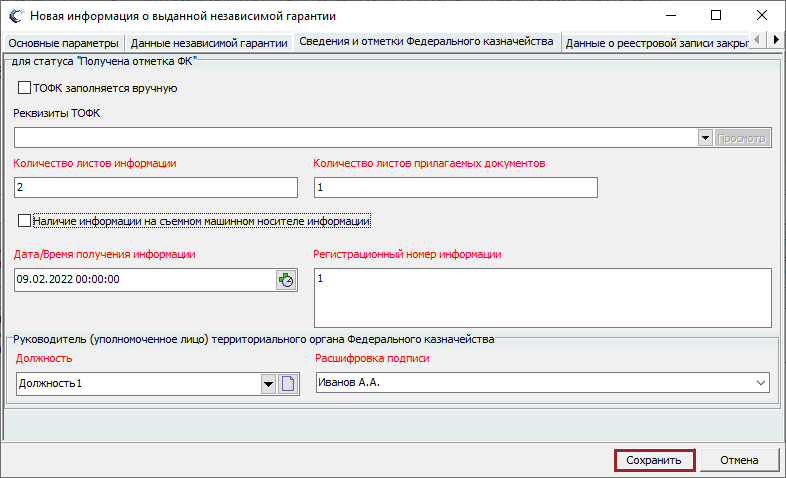 Новая информация о выданной независимой гарантии
Основные параметры Данные независимой гарантии Сведения и отметки Федерального казначейства Данные о реестровой записи закрыт
для статуса "Получена отметка ФК"
ТОФК заполняется вручную
Реквизиты ТОФК
Просмотр
Количество листов информации Количество листов прилагаемых документов
2 1
Наличие информации на съемном машинном носителе информации
Дата/Время получения информации Регистрационный номер информации
09.02.2022 00:00:00 1
Руководитель (уполномоченное лицо) территориального органа Федерального казначейства
Должность Расшифровка подписи
Должность1 Иванов А.А.
Сохранить Отмена